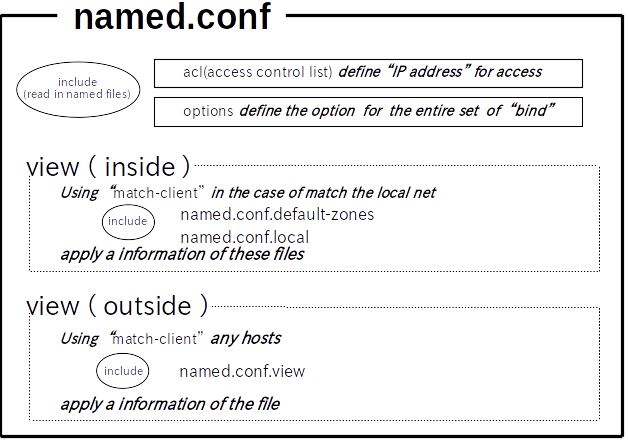 named.conf
include
(read in named files)
acl(access control list) define “IP address” for access
options define the option for the entire set of “bind”
view ( inside )
Using “match-client” in the case of match the local net
include
named.conf.default-zones
named.conf.local
apply a information of these files
view ( outside )
Using “match-client” any hosts
include
named.conf.view
apply a information of the file